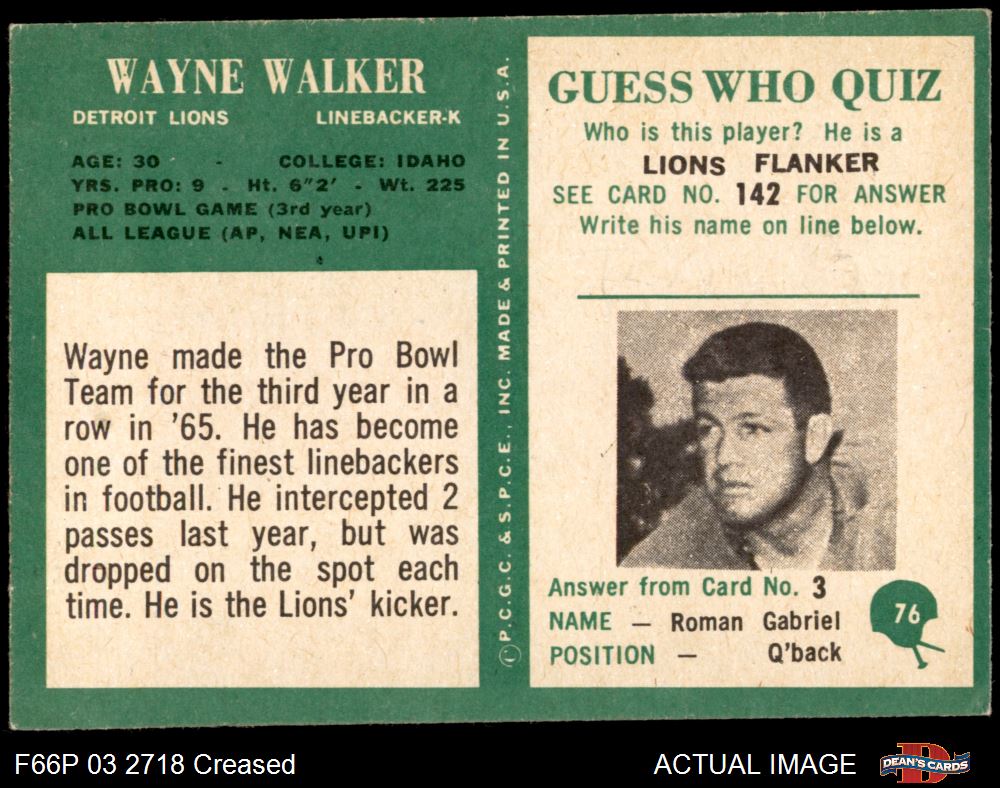 WAYNE WALKER
DETROIT LIONS LINEBACKER-K
AGE: 30 - COLLEGE: IDAHO
YRS. PRO: 9 - Ht. 6"2' - Wt. 225
PRO BOWL GAME (3rd year)
ALL LEAGUE (AP, NEA, UPI)
Wayne made the Pro Bowl
Team for the third year in a
row in '65. He has become
one of the finest linebackers
in football. He intercepted 2
passes last year, but was
dropped on the spot each
time. He is the Lions' kicker.
Ⓒ P.C.G.C. & S.P.C.E., INC. MADE & PRINTED IN U.S.A.
GUESS WHO QUIZ
Who is this player? He is a
LIONS FLANKER
SEE CARD NO. 142 FOR ANSWER
Write his name on line below.
Answer from Card No. 3
NAME — Roman Gabriel
POSITION — Q'back
76
F66P 03 2718 Creased
ACTUAL IMAGE
DEAN'S CARDS